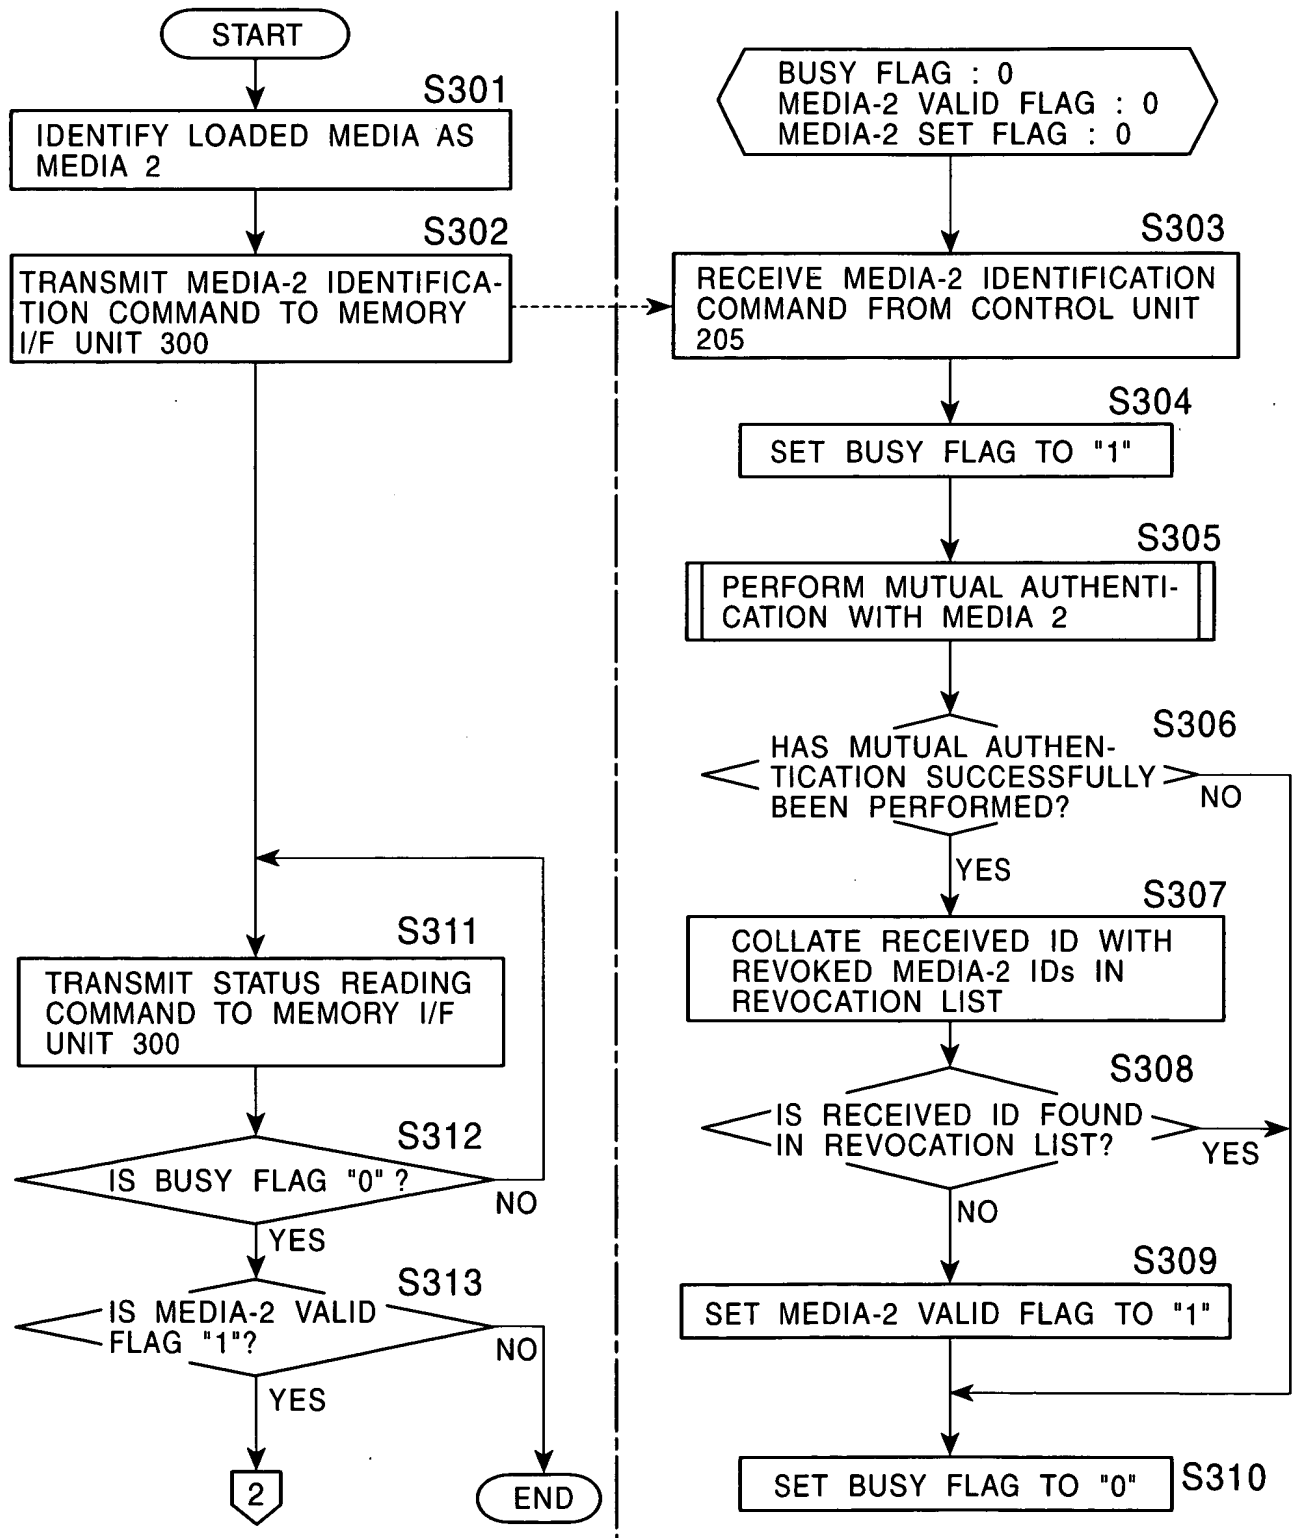 START
S301
IDENTIFY LOADED MEDIA AS
MEDIA 2
S302
TRANSMIT MEDIA-2 IDENTIFICA-
TION COMMAND TO MEMORY
I/F UNIT 300
S311
TRANSMIT STATUS READING
COMMAND TO MEMORY I/F
UNIT 300
S312
IS BUSY FLAG "0" ?
NO
YES
S313
IS MEDIA-2 VALID
FLAG "1"?
NO
YES
2
END
BUSY FLAG : 0
MEDIA-2 VALID FLAG : 0
MEDIA-2 SET FLAG : 0
S303
RECEIVE MEDIA-2 IDENTIFICATION
COMMAND FROM CONTROL UNIT
205
S304
SET BUSY FLAG TO "1"
S305
PERFORM MUTUAL AUTHENTI-
CATION WITH MEDIA 2
S306
HAS MUTUAL AUTHEN-
TICATION SUCCESSFULLY
BEEN PERFORMED?
NO
YES
S307
COLLATE RECEIVED ID WITH
REVOKED MEDIA-2 IDs IN
REVOCATION LIST
S308
IS RECEIVED ID FOUND
IN REVOCATION LIST?
YES
NO
S309
SET MEDIA-2 VALID FLAG TO "1"
SET BUSY FLAG TO "0"
S310